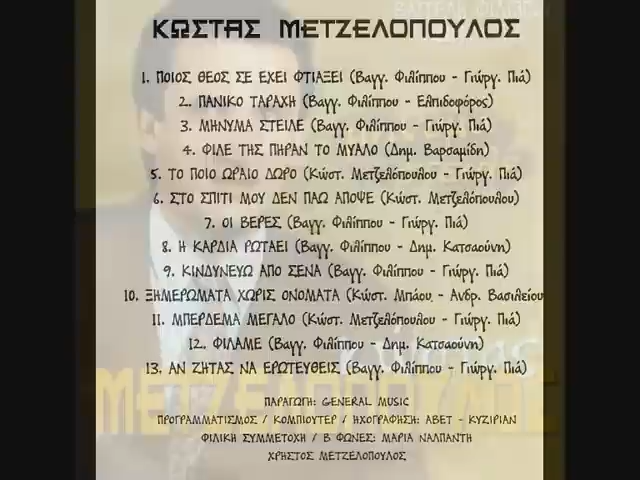 ΚΩΣΤΑΣ ΜΕΤΖΕΛΟΠΟΥΛΟΣ
1. ΠΟΙΟΣ ΘΕΟΣ ΣΕ ΕΧΕΙ ΦΤΙΑΞΕΙ (Βαγγ. Φιλίππου - Γιώργ. Πιά)
2. ΠΑΝΙΚΟ ΤΑΡΑΧΗ (Βαγγ. Φιλίππου - Ελπιδοφόρος)
3. ΜΗΝΥΜΑ ΣΤΕΙΛΕ (Βαγγ. Φιλίππου - Γιώργ. Πιά)
4. ΦΙΛΕ ΤΗΣ ΠΗΡΑΝ ΤΟ ΜΥΑΛΟ (Δημ. Βαρσαμίδη)
5. ΤΟ ΠΟΙΟ ΩΡΑΙΟ ΔΩΡΟ (Κώστ. Μετζελόπουλου - Γιώργ. Πιά)
6. ΣΤΟ ΣΠΙΤΙ ΜΟΥ ΔΕΝ ΠΑΩ ΑΠΟΨΕ (Κώστ. Μετζελόπουλου)
7. ΟΙ ΒΕΡΕΣ (Βαγγ. Φιλίππου - Γιώργ. Πιά)
8. Η ΚΑΡΔΙΑ ΡΩΤΑΕΙ (Βαγγ. Φιλίππου - Δημ. Κατσαούνη)
9. ΚΙΝΔΥΝΕΥΩ ΑΠΟ ΣΕΝΑ (Βαγγ. Φιλίππου - Γιώργ. Πιά)
10. ΞΗΜΕΡΩΜΑΤΑ ΧΩΡΙΣ ΟΝΟΜΑΤΑ (Κώστ. Μπάου - Ανδρ. Βασιλείου
11. ΜΠΕΡΔΕΜΑ ΜΕΓΑΛΟ (Κώστ. Μετζελόπουλου - Γιώργ. Πιά)
12. ΦΙΛΑΜΕ (Βαγγ. Φιλίππου - Δημ. Κατσαούνη)
13. ΑΝ ΖΗΤΑΣ ΝΑ ΕΡΩΤΕΥΘΕΙΣ (Βαγγ. Φιλίππου - Γιώργ. Πιά)
ΠΑΡΑΓΩΓΗ: GENERAL MUSIC
ΠΡΟΓΡΑΜΜΑΤΙΣΜΟΣ / ΚΟΜΠΙΟΥΤΕΡ / ΗΧΟΓΡΑΦΗΣΗ: ΑΒΕΤ - ΚΥΖΙΡΙΑΝ
ΦΙΛΙΚΗ ΣΥΜΜΕΤΟΧΗ / Β ΦΩΝΕΣ: ΜΑΡΙΑ ΝΑΛΠΑΝΤΗ
ΧΡΗΣΤΟΣ ΜΕΤΖΕΛΟΠΟΥΛΟΣ
ΜΕΤΖΕΛΟΠΟΥΛΟΣ